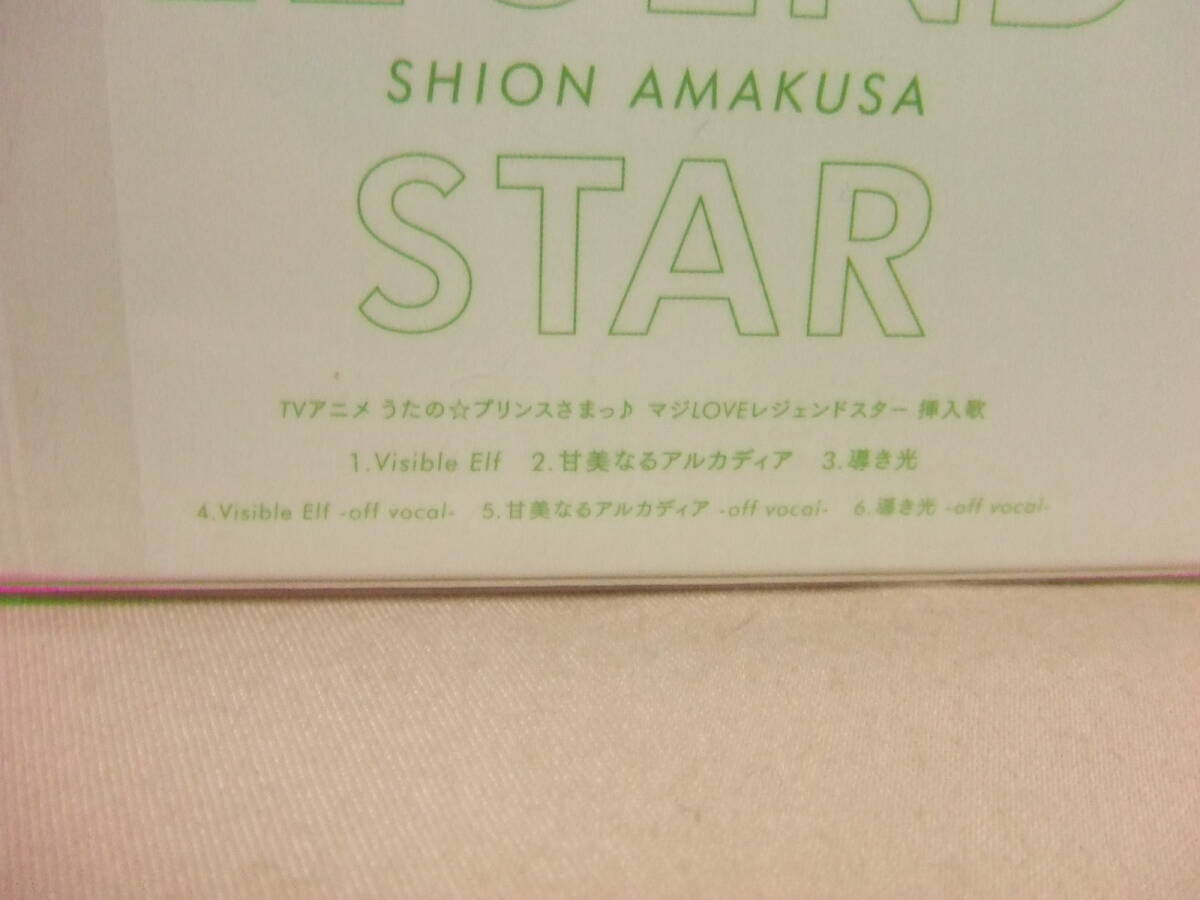 LEGEND
SHION AMAKUSA
STAR
TVアニメ うたの☆プリンスさまっ♪ マジLOVEレジェンドスター 挿入歌
1.Visible Elf 2.甘美なるアルカディア 3.導き光
4.Visible Elf -off vocal- 5.甘美なるアルカディア -off vocal- 6.導き光 -off vocal-